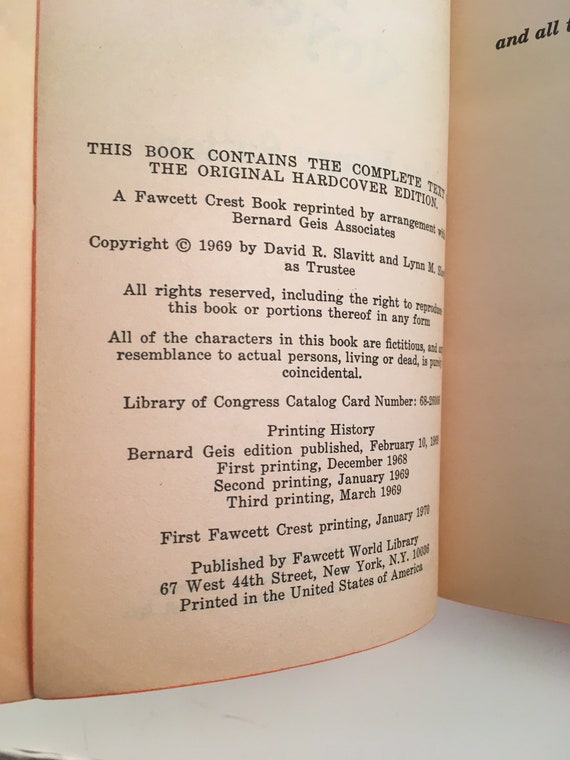 and all
THIS BOOK CONTAINS THE COMPLETE TEXT
THE ORIGINAL HARDCOVER EDITION.
A Fawcett Crest Book reprinted by arrangement
Bernard Geis Associates
Copyright © 1969 by David R. Slavitt and Lynn M.
as Trustee
All rights reserved, including the right to reproduce
this book or portions thereof in any form
All of the characters in this book are fictitious, and
resemblance to actual persons, living or dead, is purely
coincidental.
Library of Congress Catalog Card Number:
Printing History
Bernard Geis edition published, February 10,
First printing, December 1968
Second printing, January 1969
Third printing, March 1969
First Fawcett Crest printing, January 1970
Published by Fawcett World Library
67 West 44th Street, New York, N.Y. 10036
Printed in the United States of America